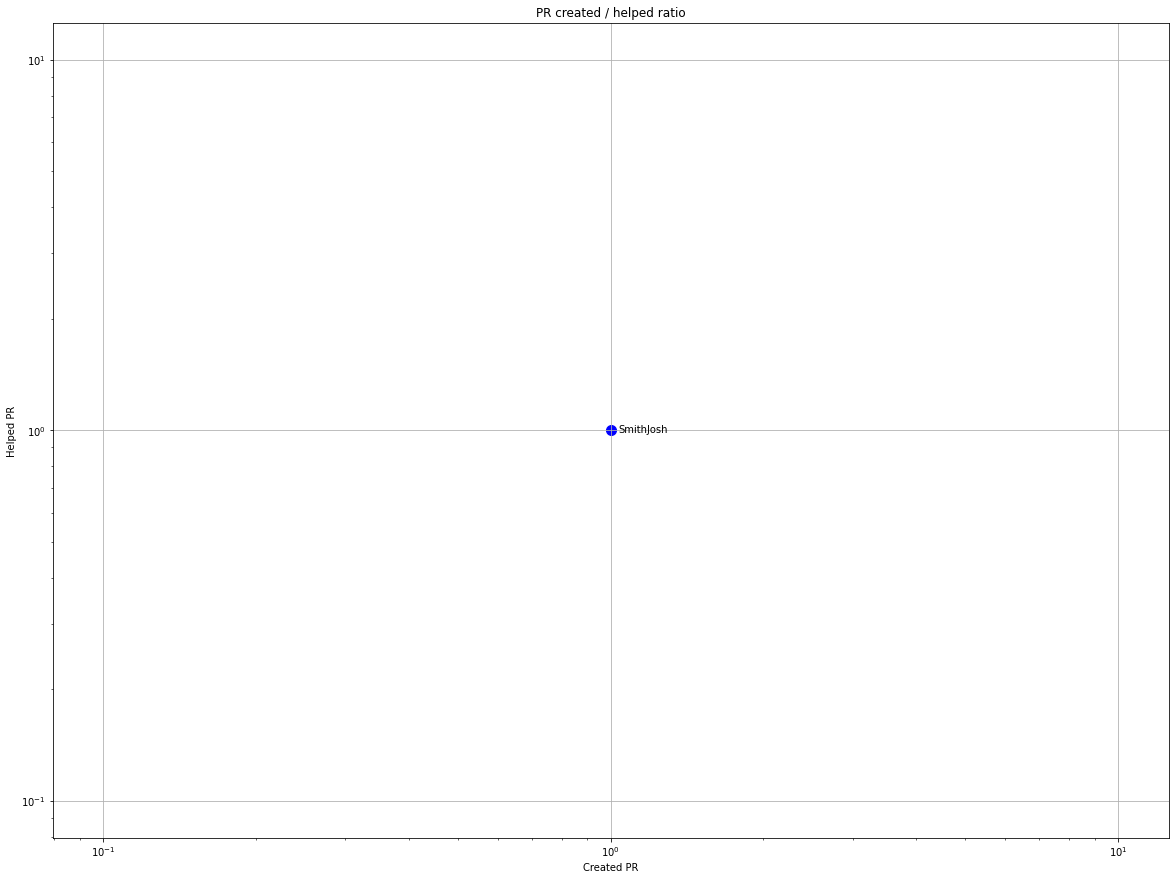 PR created / helped ratio
10¹
10⁰
10⁻¹
Helped PR
SmithJosh
10⁻¹
10⁰
10¹
Created PR